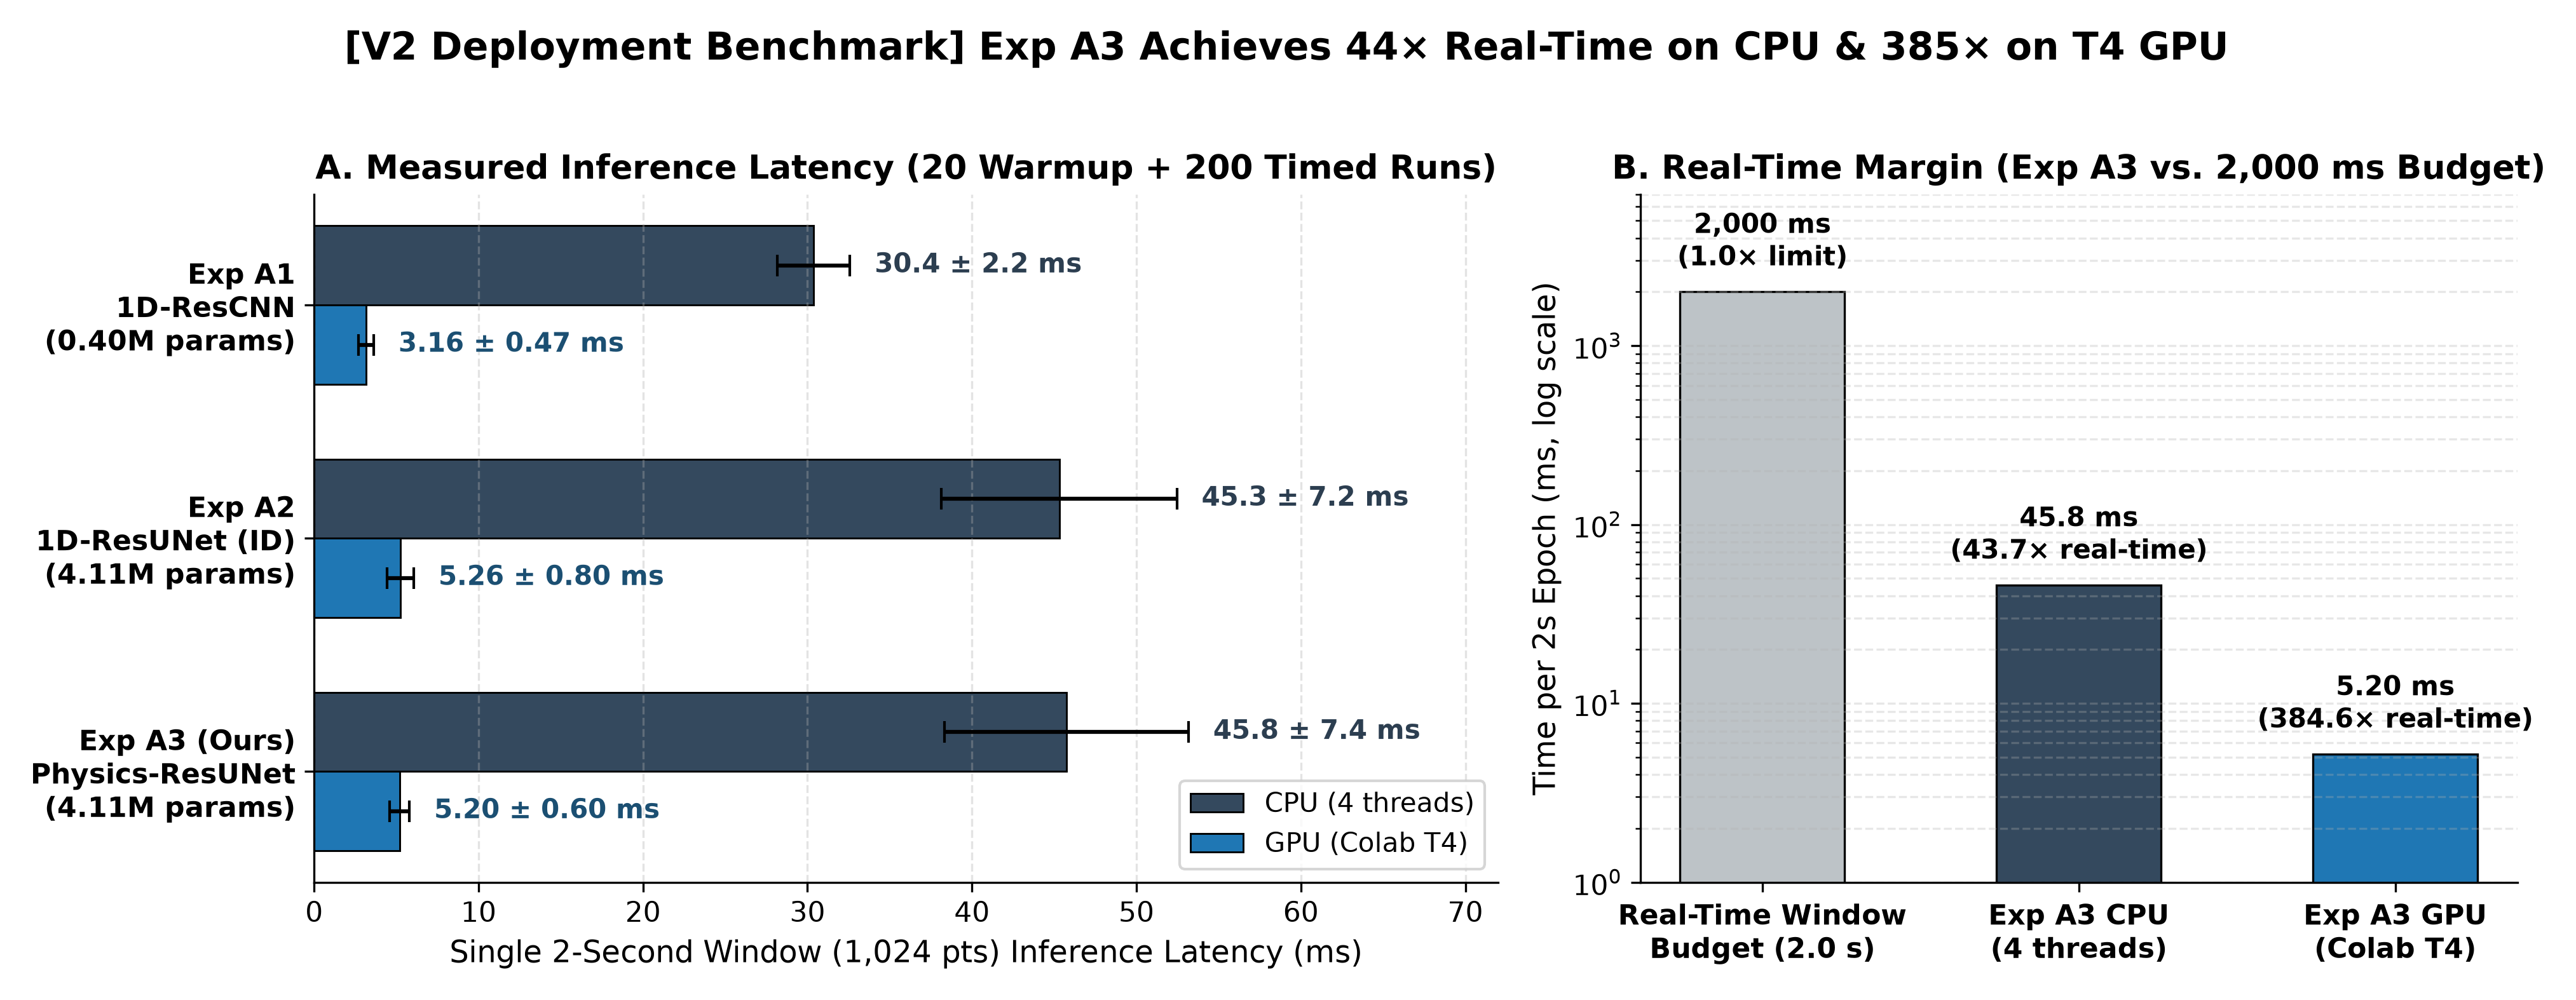 [V2 Deployment Benchmark] Exp A3 Achieves 44× Real-Time on CPU & 385× on T4 GPU
A. Measured Inference Latency (20 Warmup + 200 Timed Runs)
Exp A1
1D-ResCNN
(0.40M params)
30.4 ± 2.2 ms
3.16 ± 0.47 ms
Exp A2
1D-ResUNet (ID)
(4.11M params)
45.3 ± 7.2 ms
5.26 ± 0.80 ms
Exp A3 (Ours)
Physics-ResUNet
(4.11M params)
45.8 ± 7.4 ms
5.20 ± 0.60 ms
CPU (4 threads)
GPU (Colab T4)
0 10 20 30 40 50 60 70
Single 2-Second Window (1,024 pts) Inference Latency (ms)
B. Real-Time Margin (Exp A3 vs. 2,000 ms Budget)
Time per 2s Epoch (ms, log scale)
10³
10²
10¹
10⁰
2,000 ms
(1.0× limit)
45.8 ms
(43.7× real-time)
5.20 ms
(384.6× real-time)
Real-Time Window
Budget (2.0 s)
Exp A3 CPU
(4 threads)
Exp A3 GPU
(Colab T4)